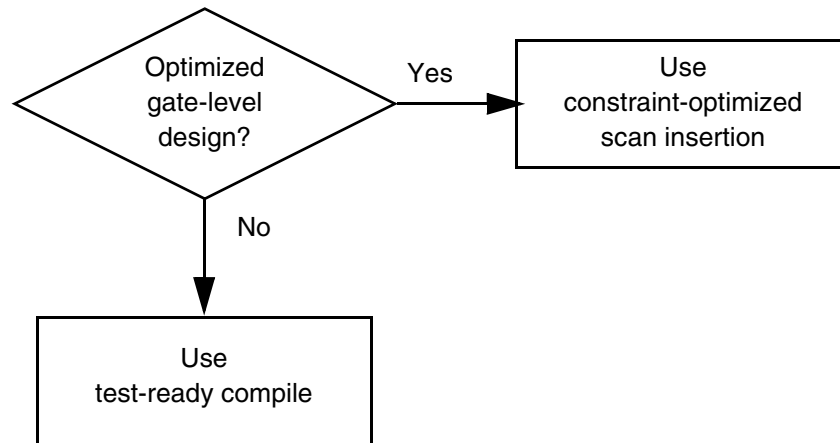 Optimized
gate-level
design?
Yes
Use
constraint-optimized
scan insertion
No
Use
test-ready compile